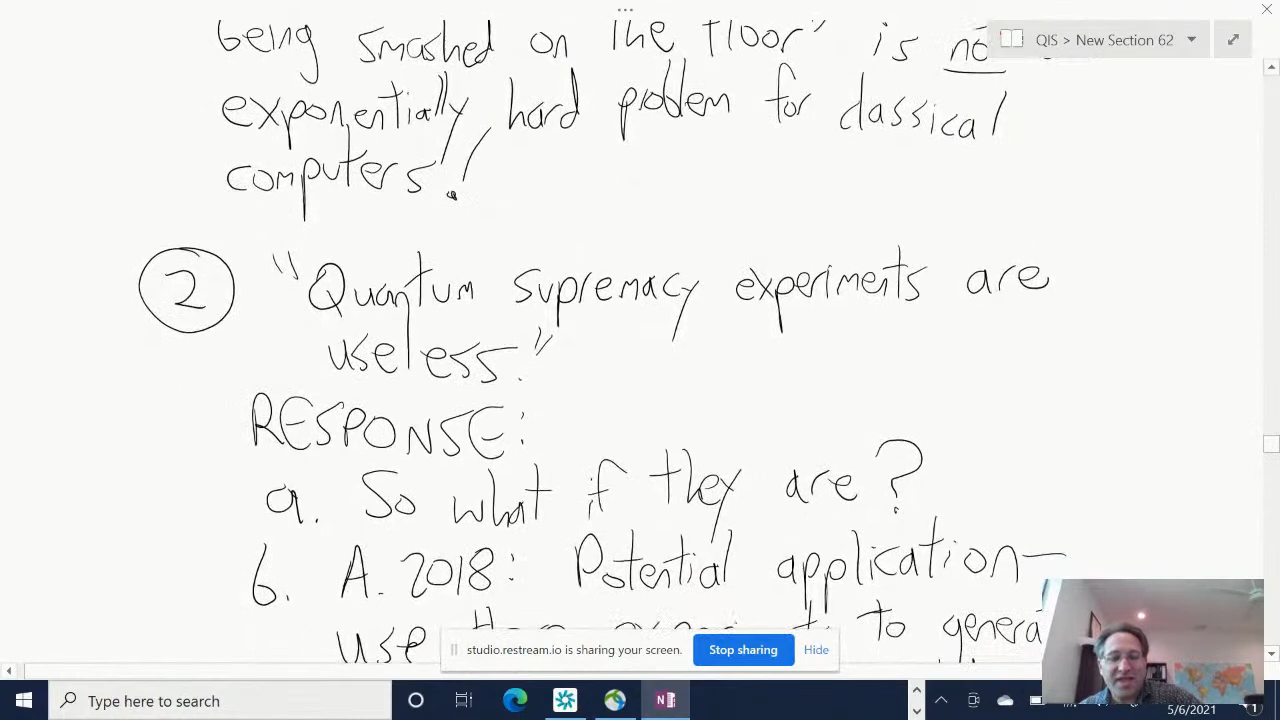 being smashed on the floor" is not
QIS > New Section 62
exponentially hard problem for classical
computers!
2 "Quantum supremacy experiments are
useless."
RESPONSE:
a. So what if they are?
b. A. 2018: Potential application—
use to
studio.restream.io is sharing your screen. Stop sharing Hide
Type here to search
5/6/2021